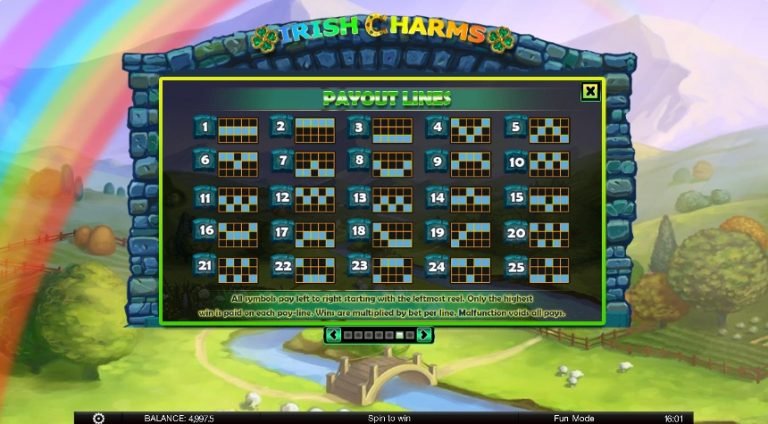 IRISH CHARMS
PAYOUT LINES
X
1 2 3 4 5
6 7 8 9 10
11 12 13 14 15
16 17 18 19 20
21 22 23 24 25
All symbols pay left to right starting with the leftmost reel. Only the highest
win is paid on each pay-line. Wins are multiplied by bet per line. Malfunction voids all pays.
BALANCE: 4,997.5 Spin to win Fun Mode 16:01